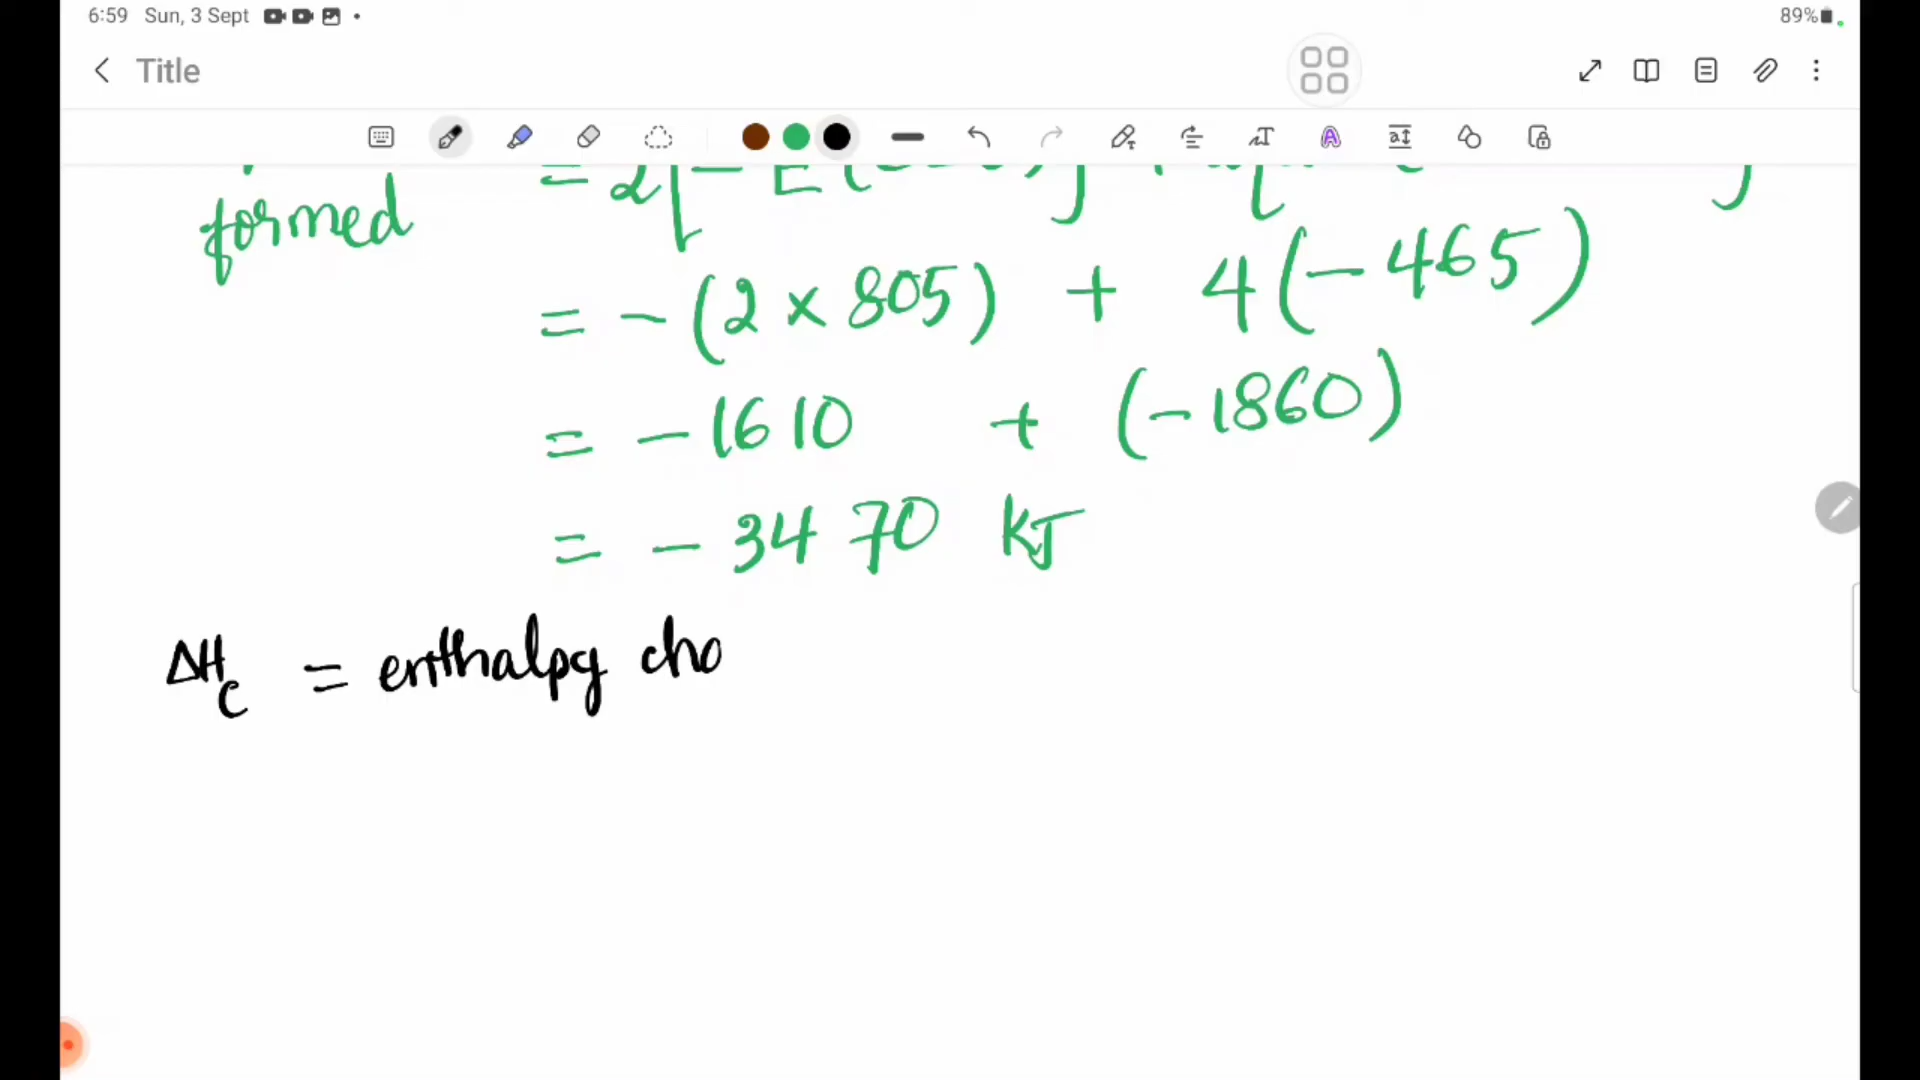 6:59 Sun, 3 Sept 89%
Title
formed
= - (2 × 805) + 4(-465)
= - 1610 + (-1860)
= - 3470 kJ
ΔHc = enthalpy cha